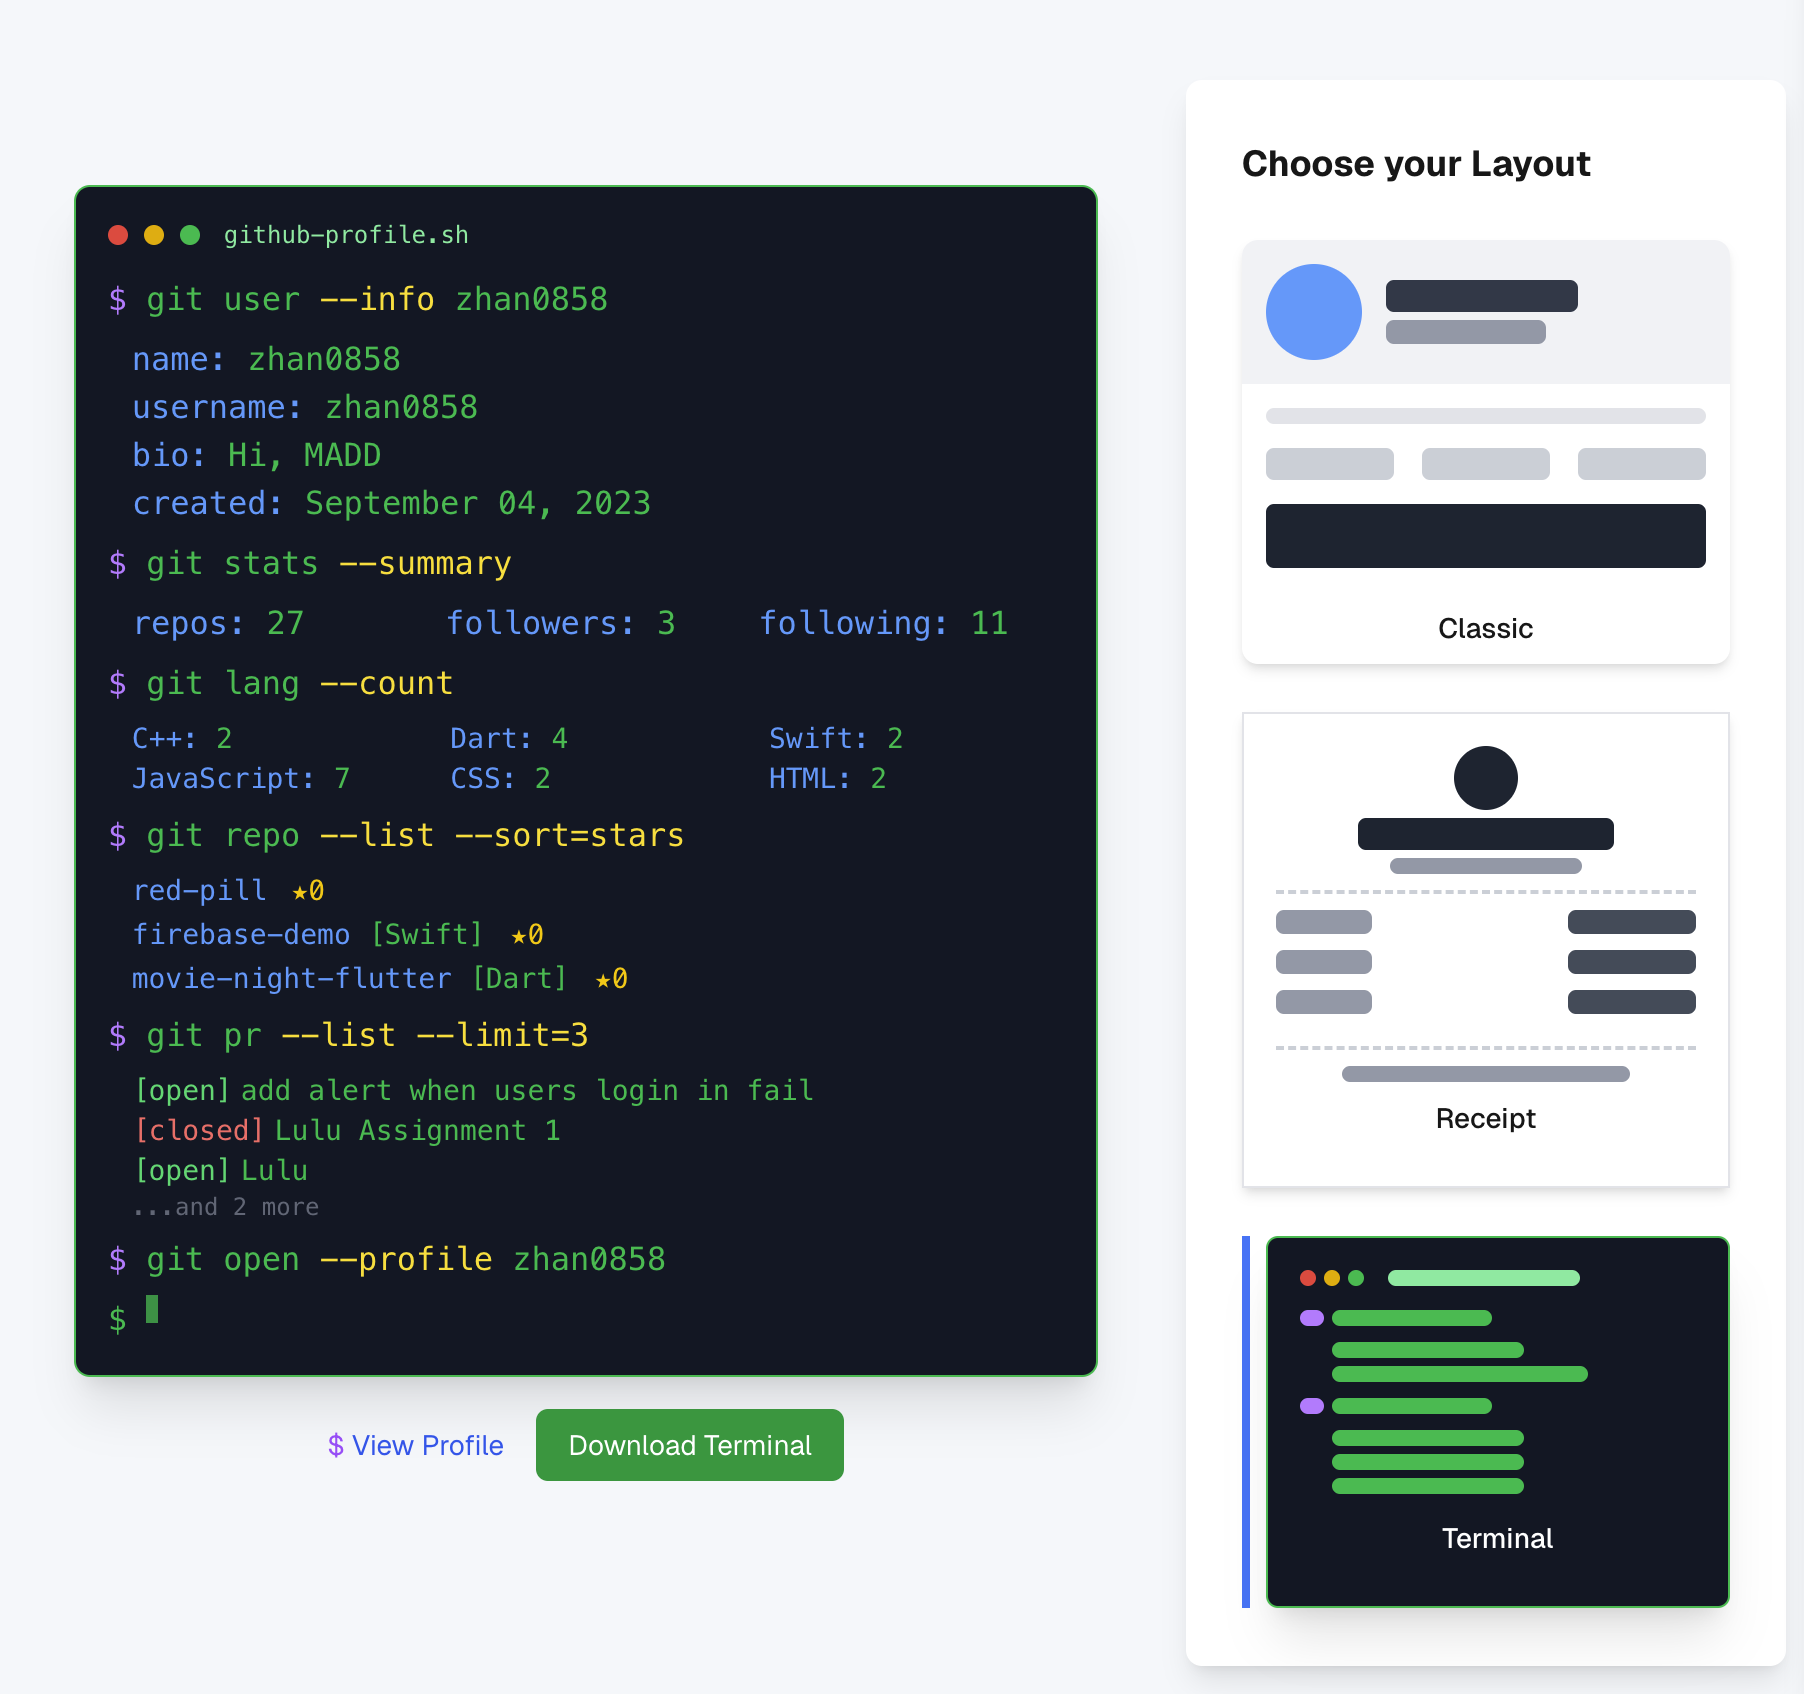 github-profile.sh
$ git user --info zhan0858
name: zhan0858
username: zhan0858
bio: Hi, MADD
created: September 04, 2023
$ git stats --summary
repos: 27 followers: 3 following: 11
$ git lang --count
C++: 2 Dart: 4 Swift: 2
JavaScript: 7 CSS: 2 HTML: 2
$ git repo --list --sort=stars
red-pill ★0
firebase-demo [Swift] ★0
movie-night-flutter [Dart] ★0
$ git pr --list --limit=3
[open] add alert when users login in fail
[closed] Lulu Assignment 1
[open] Lulu
...and 2 more
$ git open --profile zhan0858
$
$ View Profile
Download Terminal
Choose your Layout
Classic
Receipt
Terminal